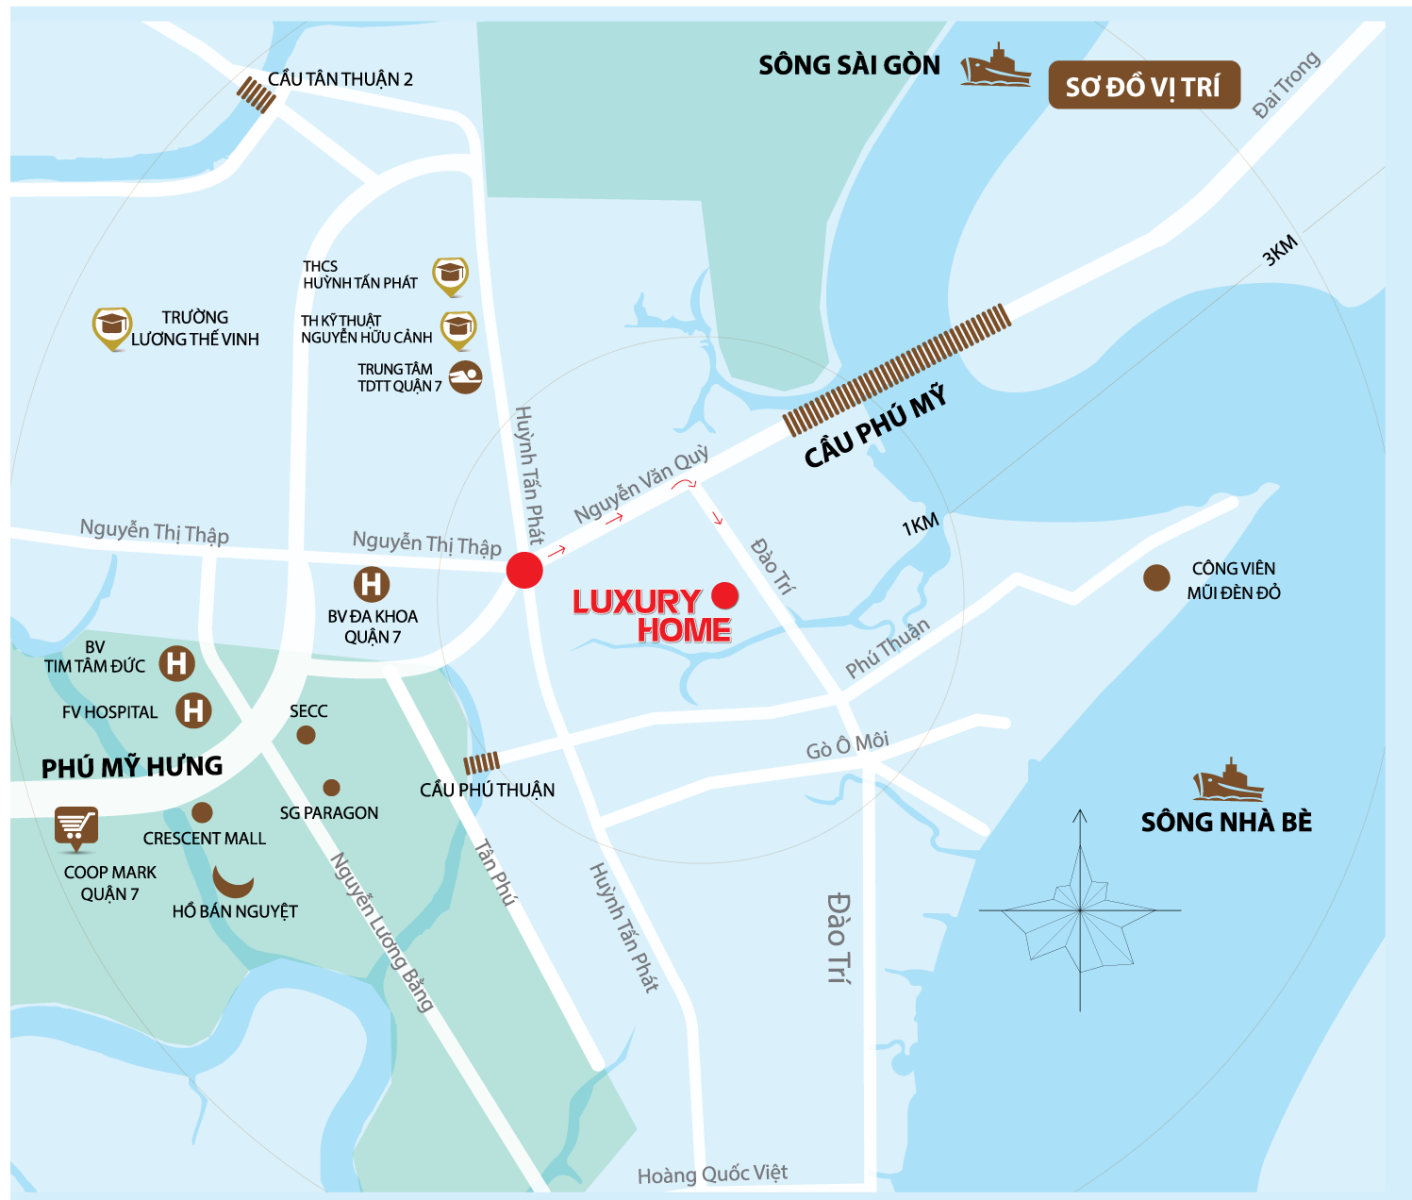 SÔNG SÀI GÒN
SƠ ĐỒ VỊ TRÍ
CẦU TÂN THUẬN 2
Đai Trong
3KM
THCS
HUỲNH TẤN PHÁT
TRƯỜNG
LƯƠNG THẾ VINH
TH KỸ THUẬT
NGUYỄN HỮU CẢNH
TRUNG TÂM
TDTT QUẬN 7
CẦU PHÚ MỸ
Huỳnh Tấn Phát
Nguyễn Văn Quỳ
1KM
Nguyễn Thị Thập
Nguyễn Thị Thập
Đào Trí
CÔNG VIÊN
MŨI ĐÈN ĐỎ
H
BV ĐA KHOA
QUẬN 7
LUXURY
HOME
BV
TIM TÂM ĐỨC
H
Phú Thuận
FV HOSPITAL
H
SECC
Gò Ô Môi
PHÚ MỸ HƯNG
CẦU PHÚ THUẬN
SG PARAGON
CRESCENT MALL
SÔNG NHÀ BÈ
COOP MARK
QUẬN 7
HỒ BÁN NGUYỆT
Nguyễn Lương Bằng
Tân Phú
Huỳnh Tấn Phát
Đào Trí
Hoàng Quốc Việt